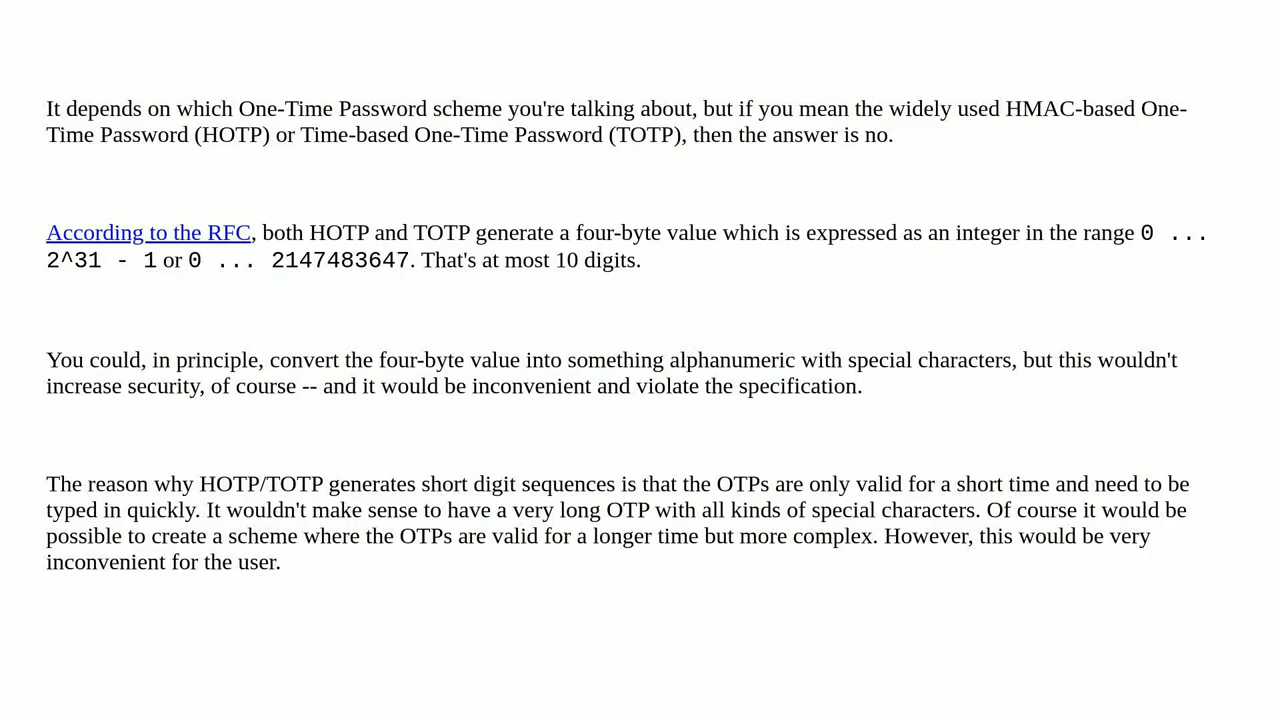 It depends on which One-Time Password scheme you're talking about, but if you mean the widely used HMAC-based One-
Time Password (HOTP) or Time-based One-Time Password (TOTP), then the answer is no.
According to the RFC, both HOTP and TOTP generate a four-byte value which is expressed as an integer in the range 0 ...
2^31 - 1 or 0 ... 2147483647. That's at most 10 digits.
You could, in principle, convert the four-byte value into something alphanumeric with special characters, but this wouldn't
increase security, of course -- and it would be inconvenient and violate the specification.
The reason why HOTP/TOTP generates short digit sequences is that the OTPs are only valid for a short time and need to be
typed in quickly. It wouldn't make sense to have a very long OTP with all kinds of special characters. Of course it would be
possible to create a scheme where the OTPs are valid for a longer time but more complex. However, this would be very
inconvenient for the user.